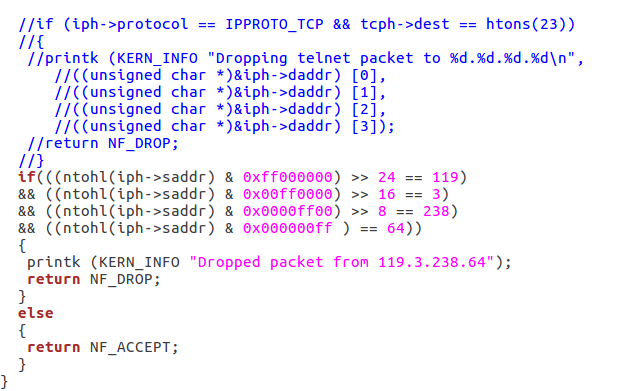 //if (iph->protocol == IPPROTO_TCP && tcph->dest == htons(23))
//{
//printk (KERN_INFO "Dropping telnet packet to %d.%d.%d.%d\n",
//((unsigned char *)&iph->daddr) [0],
//((unsigned char *)&iph->daddr) [1],
//((unsigned char *)&iph->daddr) [2],
//((unsigned char *)&iph->daddr) [3]);
//return NF_DROP;
//}
if(((ntohl(iph->saddr) & 0xff000000) >> 24 == 119)
&& ((ntohl(iph->saddr) & 0x00ff0000) >> 16 == 3)
&& ((ntohl(iph->saddr) & 0x0000ff00) >> 8 == 238)
&& ((ntohl(iph->saddr) & 0x000000ff ) == 64))
{
printk (KERN_INFO "Dropped packet from 119.3.238.64");
return NF_DROP;
}
else
{
return NF_ACCEPT;
}
}